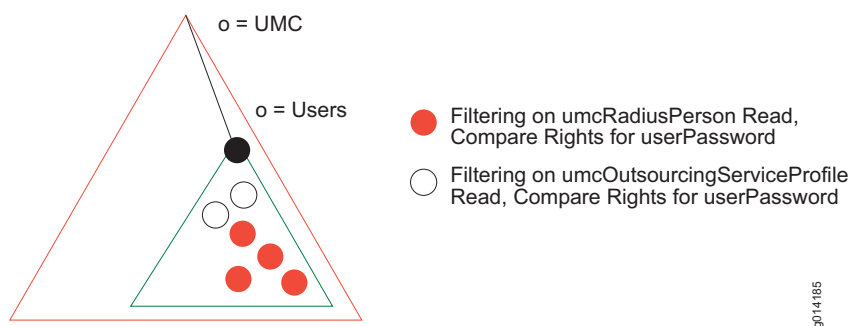 o = UMC
o = Users
Filtering on umcRadiusPerson Read,
Compare Rights for userPassword
Filtering on umcOutsourcingServiceProfile
Read, Compare Rights for userPassword
g014185